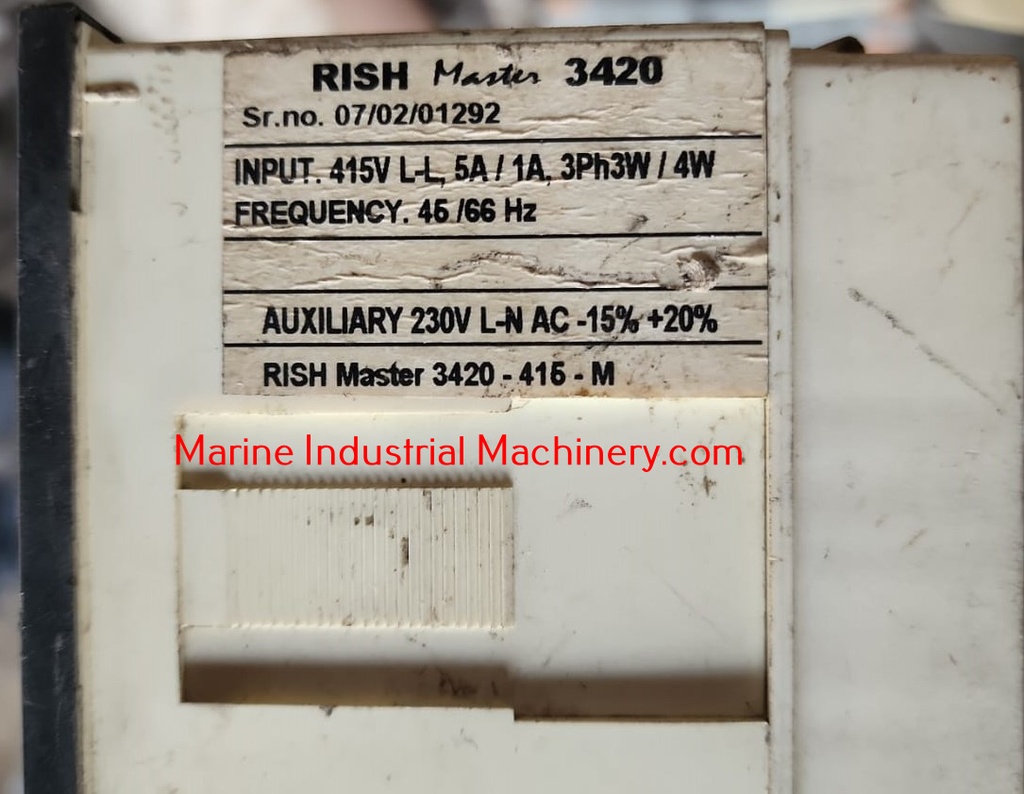 RISH Master 3420
Sr.no. 07/02/01292
INPUT. 415V L-L, 5A / 1A, 3Ph3W / 4W
FREQUENCY. 45 /66 Hz
AUXILIARY 230V L-N AC -15% +20%
RISH Master 3420 - 415 - M
Marine Industrial Machinery.com